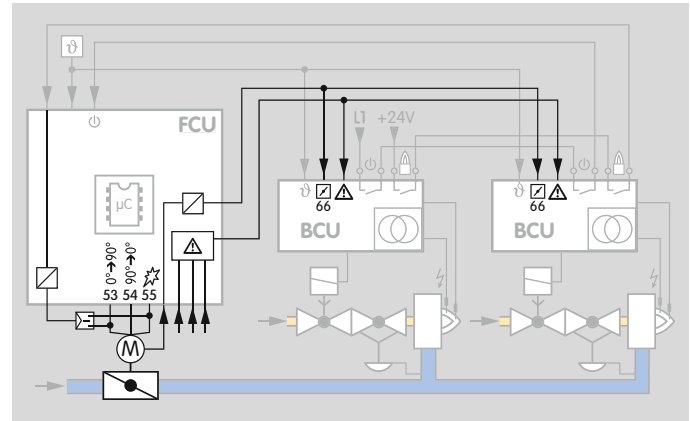 ϑ
FCU
L1 +24V
µC
ϑ 66
ϑ 66
BCU
BCU
0°➔90°
90°➔0°
53 54 55
M